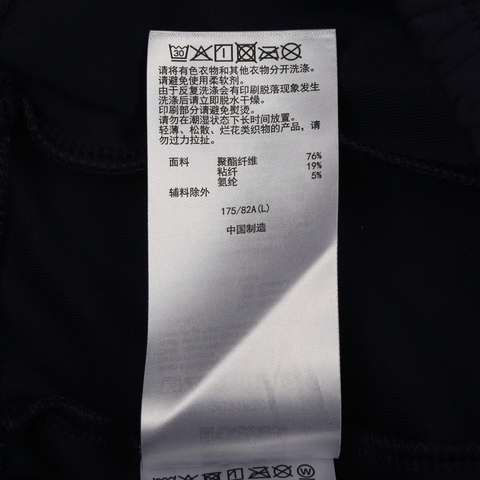 30
请将有色衣物和其他衣物分开洗涤。
请避免使用柔软剂。
由于反复洗涤会有印刷脱落现象发生
洗涤后请立即脱水干燥。
印刷部分请避免熨烫。
请勿在潮湿状态下长时间放置。
轻薄、松散、烂花类织物的产品，请
勿过力拉扯。
面料 聚酯纤维 76%
粘纤 19%
氨纶 5%
辅料除外
175/82A(L)
中国制造
W